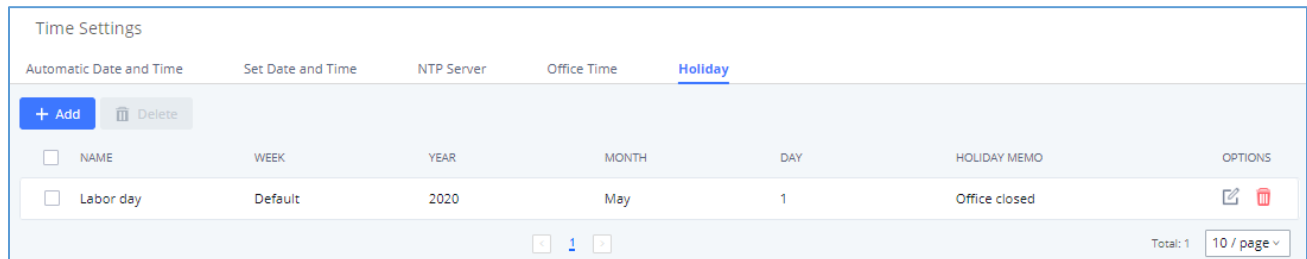 Time Settings
Automatic Date and Time Set Date and Time NTP Server Office Time Holiday
+ Add Delete
NAME WEEK YEAR MONTH DAY HOLIDAY MEMO OPTIONS
Labor day Default 2020 May 1 Office closed
< 1 > Total: 1 10 / page